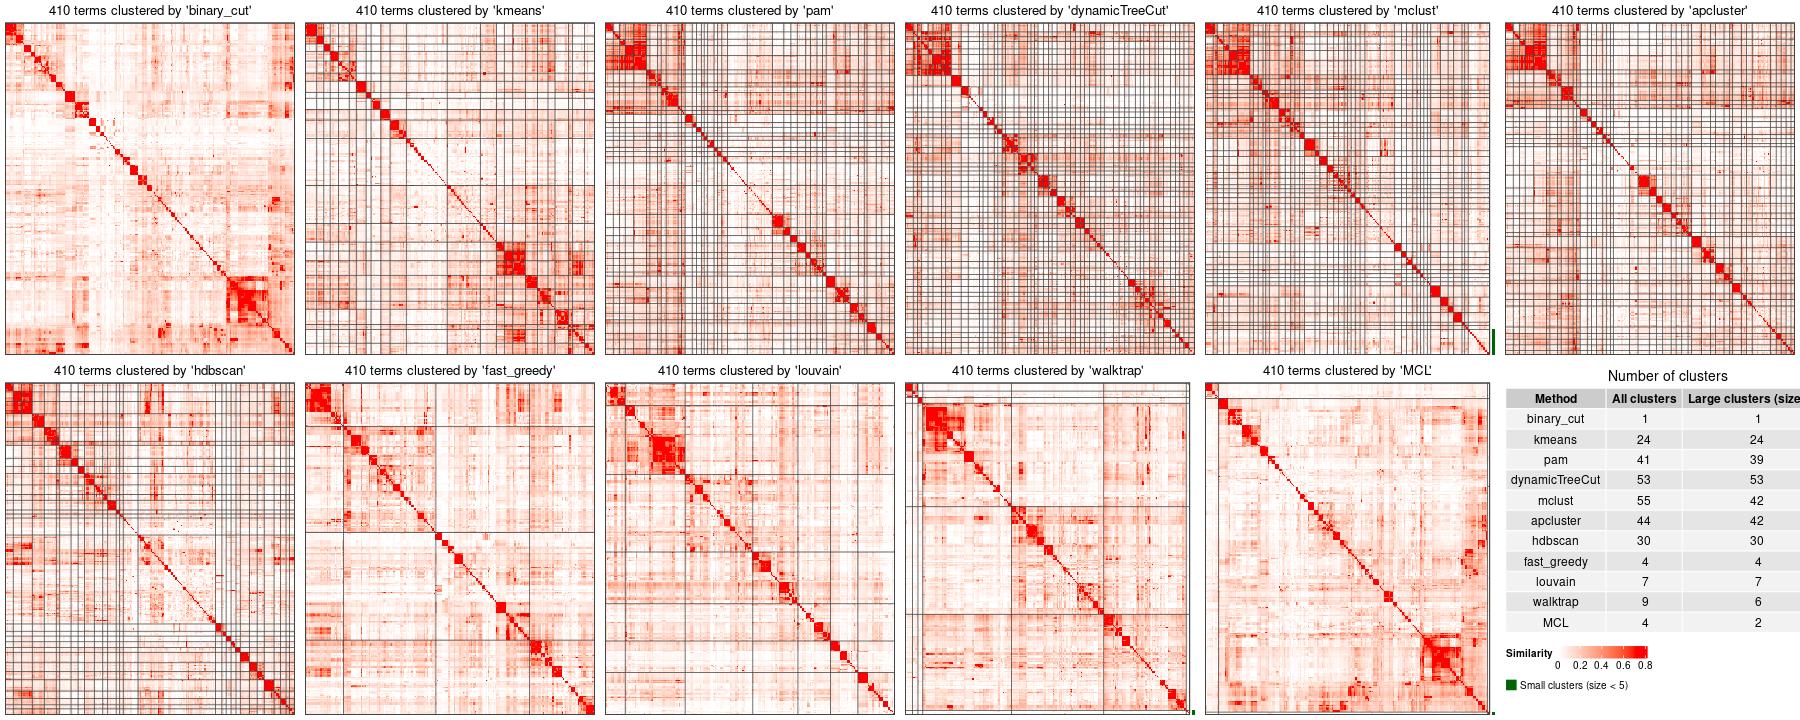 410 terms clustered by 'binary_cut'
410 terms clustered by 'kmeans'
410 terms clustered by 'pam'
410 terms clustered by 'dynamicTreeCut'
410 terms clustered by 'mclust'
410 terms clustered by 'apcluster'
410 terms clustered by 'hdbscan'
410 terms clustered by 'fast_greedy'
410 terms clustered by 'louvain'
410 terms clustered by 'walktrap'
410 terms clustered by 'MCL'
Number of clusters
Method All clusters Large clusters (size
binary_cut 1 1
kmeans 24 24
pam 41 39
dynamicTreeCut 53 53
mclust 55 42
apcluster 44 42
hdbscan 30 30
fast_greedy 4 4
louvain 7 7
walktrap 9 6
MCL 4 2
Similarity
0 0.2 0.4 0.6 0.8
Small clusters (size < 5)